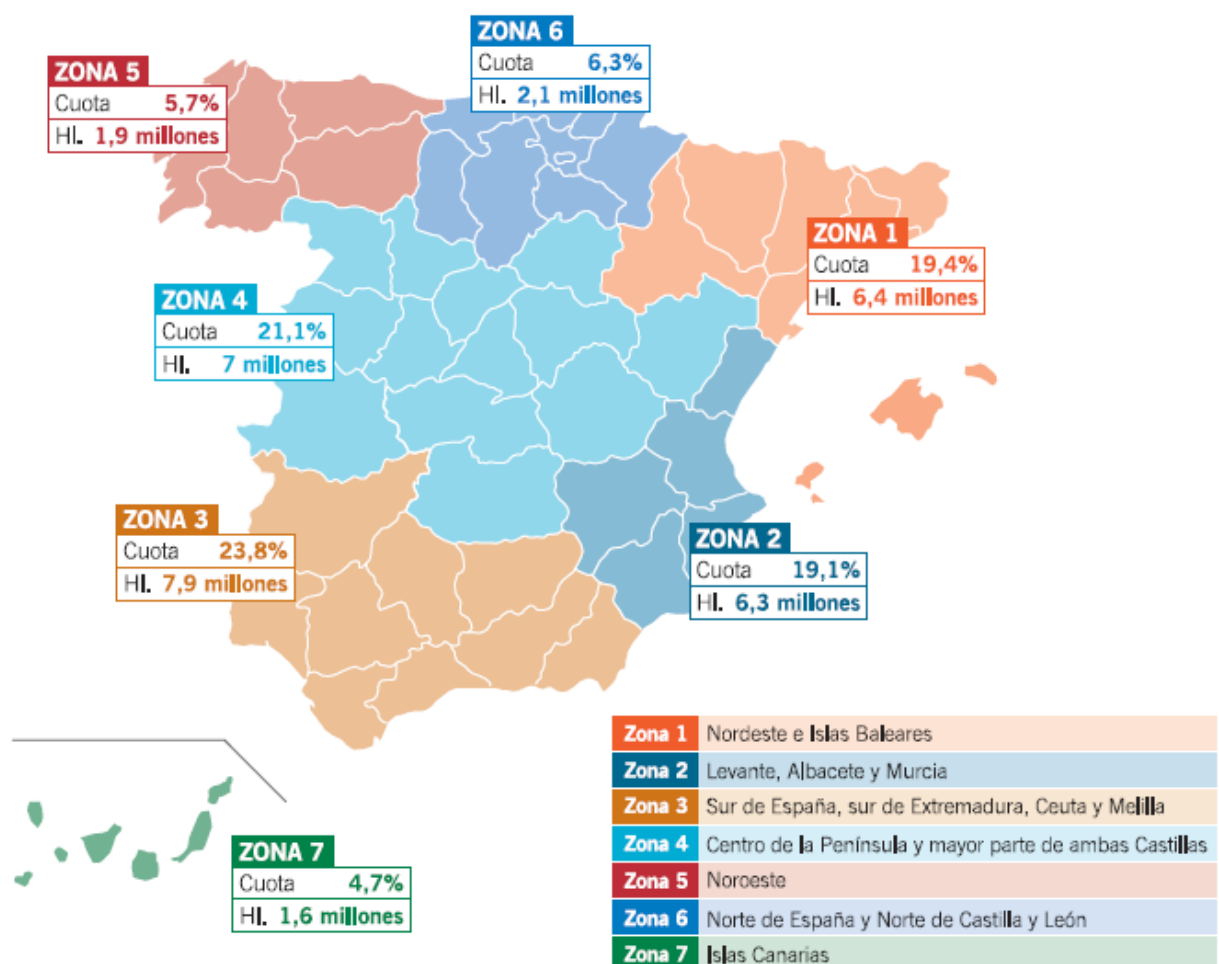 ZONA 6
Cuota 6,3%
Hl. 2,1 millones
ZONA 5
Cuota 5,7%
Hl. 1,9 millones
ZONA 1
Cuota 19,4%
Hl. 6,4 millones
ZONA 4
Cuota 21,1%
Hl. 7 millones
ZONA 3
Cuota 23,8%
Hl. 7,9 millones
ZONA 2
Cuota 19,1%
Hl. 6,3 millones
ZONA 7
Cuota 4,7%
Hl. 1,6 millones
Zona 1 Nordeste e Islas Baleares
Zona 2 Levante, Albacete y Murcia
Zona 3 Sur de España, sur de Extremadura, Ceuta y Melilla
Zona 4 Centro de la Península y mayor parte de ambas Castillas
Zona 5 Noroeste
Zona 6 Norte de España y Norte de Castilla y León
Zona 7 Islas Canarias